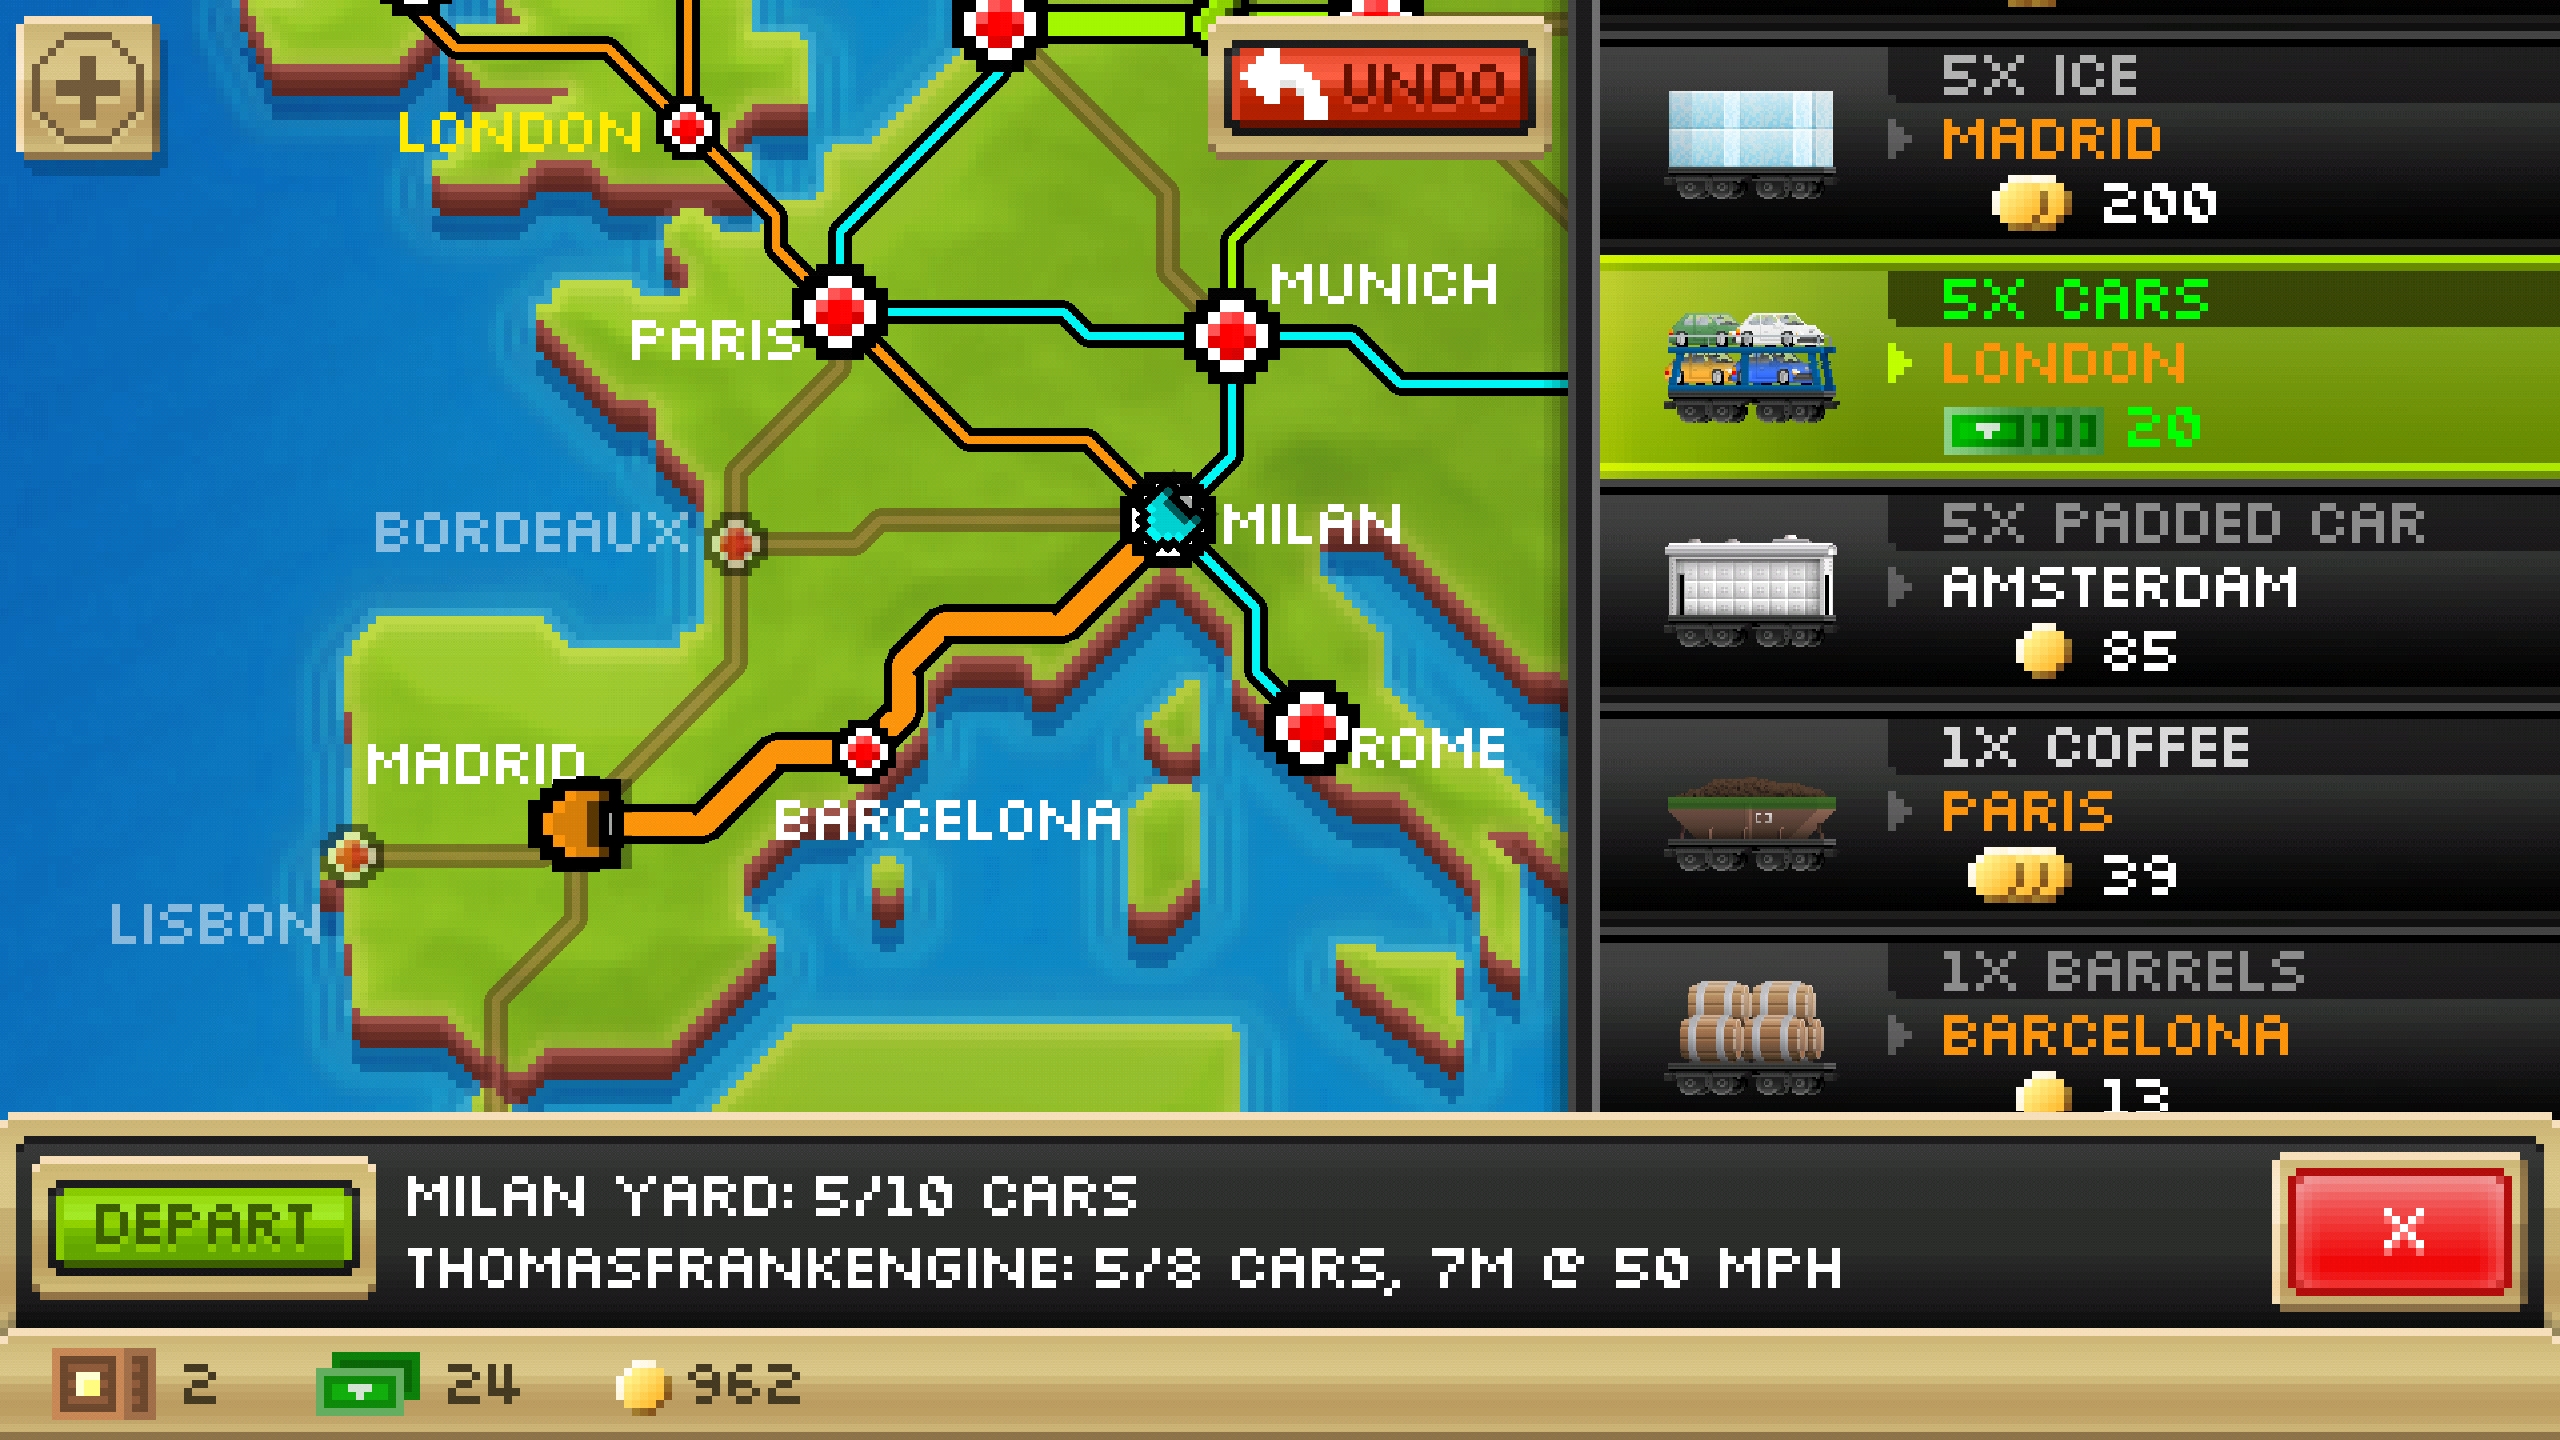 UNDO
LONDON
MUNICH
PARIS
BORDEAUX
MILAN
MADRID
ROME
BARCELONA
LISBON
5X ICE
MADRID
200
5X CARS
LONDON
20
5X PADDED CAR
AMSTERDAM
85
1X COFFEE
PARIS
39
1X BARRELS
BARCELONA
13
DEPART
MILAN YARD: 5/10 CARS
THOMASFRANKENGINE: 5/8 CARS, 7M @ 50 MPH
X
2
24
962